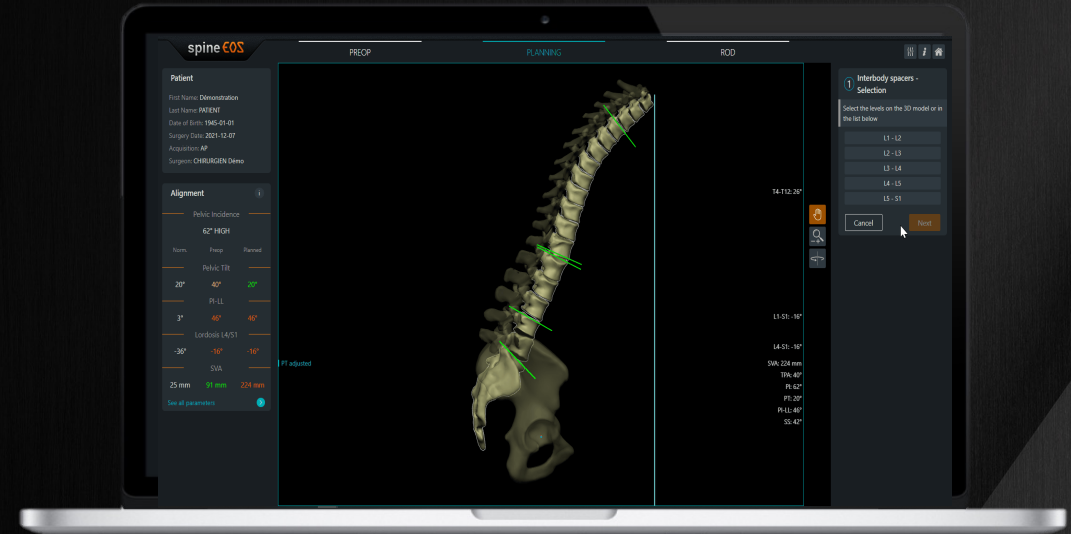 spine EOS
PREOP
PLANNING
ROD
Patient
First Name: Démonstration
Last Name: PATIENT
Date of Birth: 1945-01-01
Surgery Date: 2021-12-07
Acquisition: AP
Surgeon: CHIRURGIEN Démo
Alignment
i
Pelvic Incidence
62° HIGH
Norm. Preop Planned
Pelvic Tilt
20° 40° 20°
PI-LL
3° 46° 46°
Lordosis L4/S1
-36° -16° -16°
SVA
25 mm 91 mm 224 mm
See all parameters
PT adjusted
T4-T12: 26°
L1-S1: -16°
L4-S1: -16°
SVA: 224 mm
TPA: 40°
PI: 62°
PT: 20°
PI-LL: 46°
SS: 42°
i
1 Interbody spacers -
Selection
Select the levels on the 3D model or in
the list below
L1 - L2
L2 - L3
L3 - L4
L4 - L5
L5 - S1
Cancel
Next